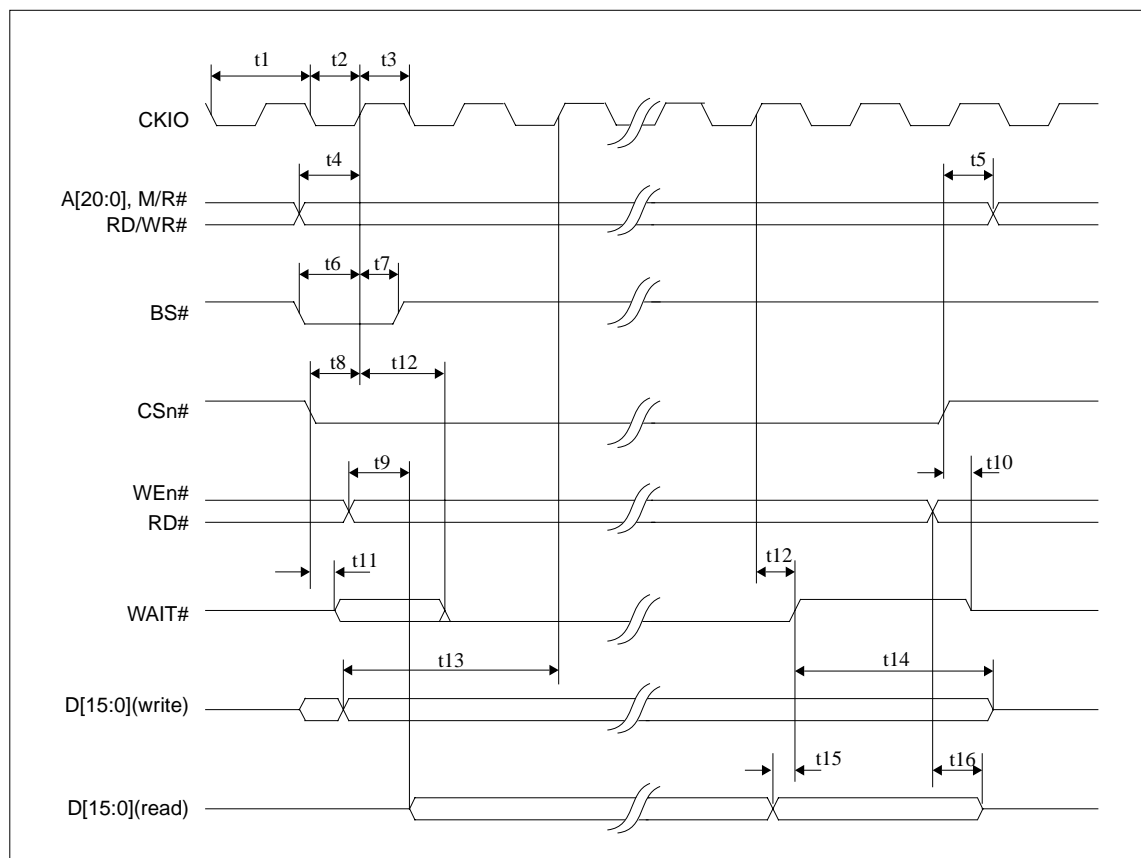 t1
t2
t3
CKIO
t4
t5
A[20:0], M/R#
RD/WR#
t6
t7
BS#
t8
t12
CSn#
t9
t10
WEn#
RD#
t11
t12
WAIT#
t13
t14
D[15:0](write)
t15
t16
D[15:0](read)